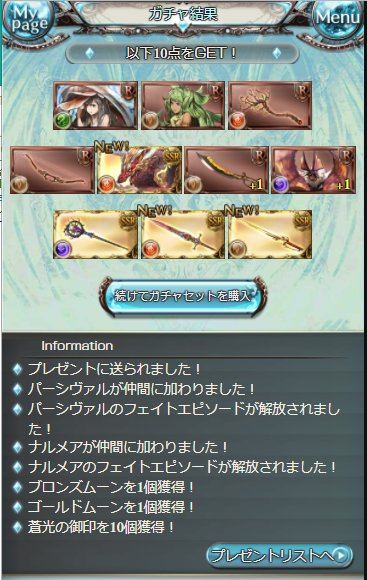 My page
ガチャ結果
Menu
以下10点をGET！
R
R
R
R
NEW!
SSR
R
+1
R
+1
SSR
NEW!
SSR
NEW!
SSR
続けてガチャセットを購入
Information
プレゼントに送られました！
パーシヴァルが仲間に加わりました！
パーシヴァルのフェイトエピソードが解放されまし
た！
ナルメアが仲間に加わりました！
ナルメアのフェイトエピソードが解放されました！
ブロンズムーンを1個獲得！
ゴールドムーンを1個獲得！
蒼光の御印を10個獲得！
プレゼントリストへ